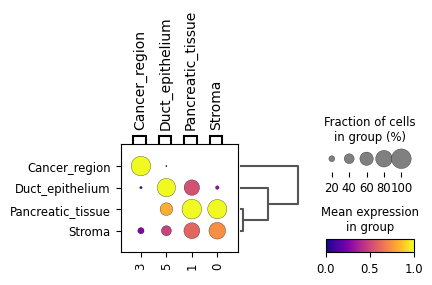 Cancer_region
Duct_epithelium
Pancreatic_tissue
Stroma
Cancer_region
Duct_epithelium
Pancreatic_tissue
Stroma
3 5 1 0
Fraction of cells
in group (%)
20 40 60 80 100
Mean expression
in group
0.0 0.5 1.0